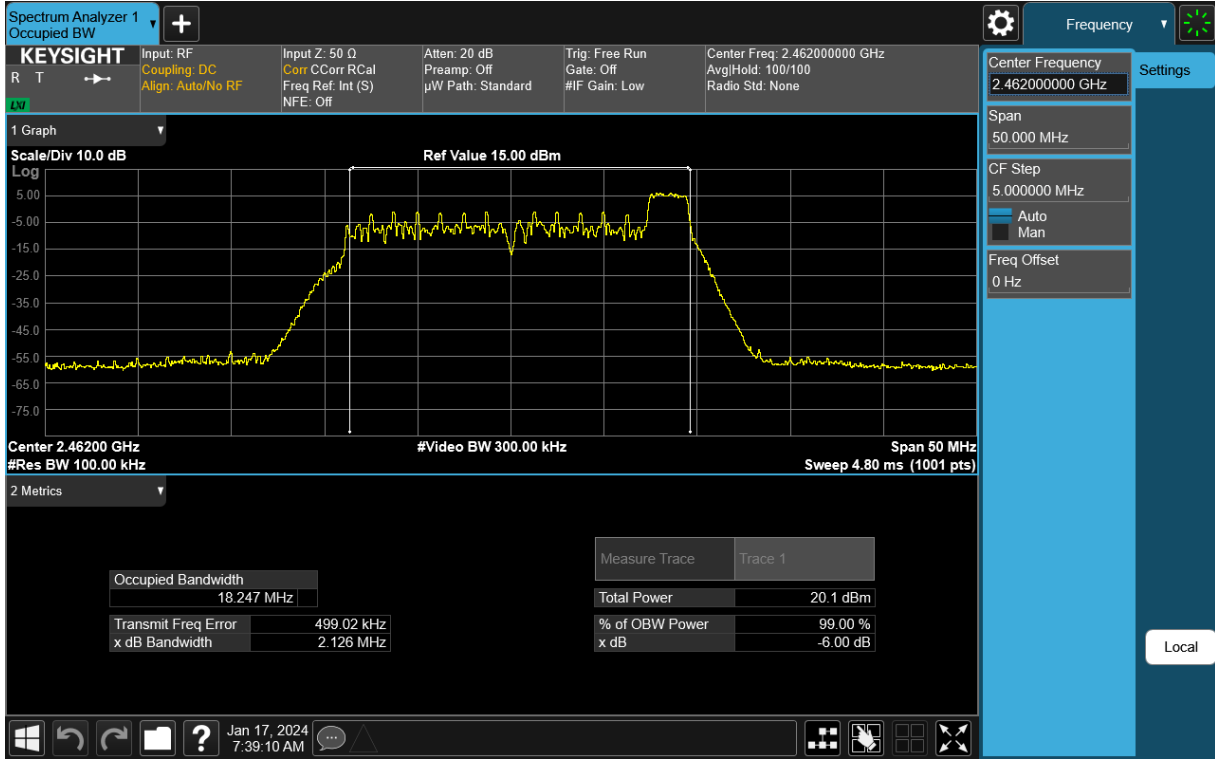 Spectrum Analyzer 1
Occupied BW
Frequency
KEYSIGHT
R T
LXI
Input: RF
Coupling: DC
Align: Auto/No RF
Input Z: 50 Ω
Corr CCorr RCal
Freq Ref: Int (S)
NFE: Off
Atten: 20 dB
Preamp: Off
µW Path: Standard
Trig: Free Run
Gate: Off
#IF Gain: Low
Center Freq: 2.462000000 GHz
Avg|Hold: 100/100
Radio Std: None
Center Frequency
2.462000000 GHz
Settings
Span
50.000 MHz
CF Step
5.000000 MHz
Auto
Man
Freq Offset
0 Hz
Local
1 Graph
Scale/Div 10.0 dB
Ref Value 15.00 dBm
Log
5.00
-5.00
-15.0
-25.0
-35.0
-45.0
-55.0
-65.0
-75.0
Center 2.46200 GHz
#Video BW 300.00 kHz
Span 50 MHz
#Res BW 100.00 kHz
Sweep 4.80 ms (1001 pts)
2 Metrics
Measure Trace
Trace 1
Occupied Bandwidth
18.247 MHz
Total Power
20.1 dBm
Transmit Freq Error
499.02 kHz
% of OBW Power
99.00 %
x dB Bandwidth
2.126 MHz
x dB
-6.00 dB
?
Jan 17, 2024
7:39:10 AM